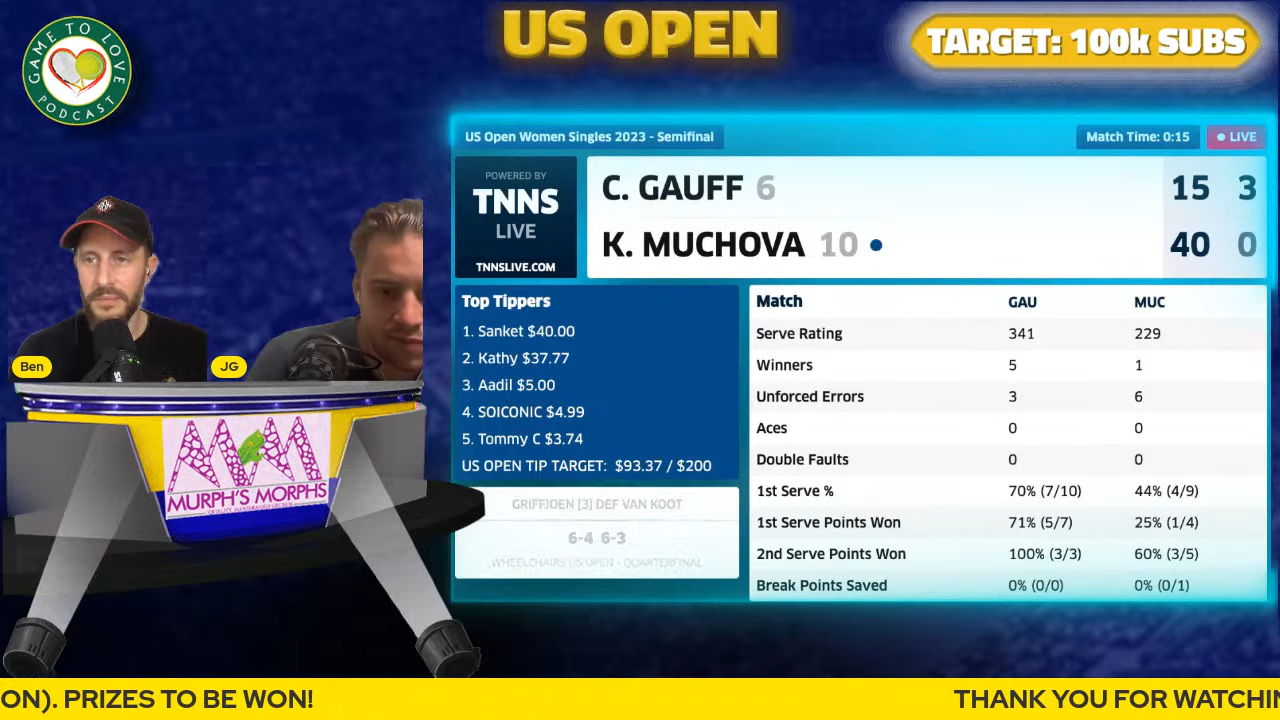 GAME TO LOVE
PODCAST
US OPEN
TARGET: 100k SUBS
US Open Women Singles 2023 - Semifinal
Match Time: 0:15
LIVE
POWERED BY
TNNS
LIVE
TNNSLIVE.COM
C. GAUFF 6 15 3
K. MUCHOVA 10 40 0
Top Tippers
1. Sanket $40.00
2. Kathy $37.77
3. Aadil $5.00
4. SOICONIC $4.99
5. Tommy C $3.74
US OPEN TIP TARGET: $93.37 / $200
GRIFFIOEN [3] DEF VAN KOOT
6-4 6-3
WHEELCHAIRS US OPEN - QUARTERFINAL
Match GAU MUC
Serve Rating 341 229
Winners 5 1
Unforced Errors 3 6
Aces 0 0
Double Faults 0 0
1st Serve % 70% (7/10) 44% (4/9)
1st Serve Points Won 71% (5/7) 25% (1/4)
2nd Serve Points Won 100% (3/3) 60% (3/5)
Break Points Saved 0% (0/0) 0% (0/1)
Ben
JG
MM
MURPH'S MORPHS
ON). PRIZES TO BE WON!
THANK YOU FOR WATCHIN